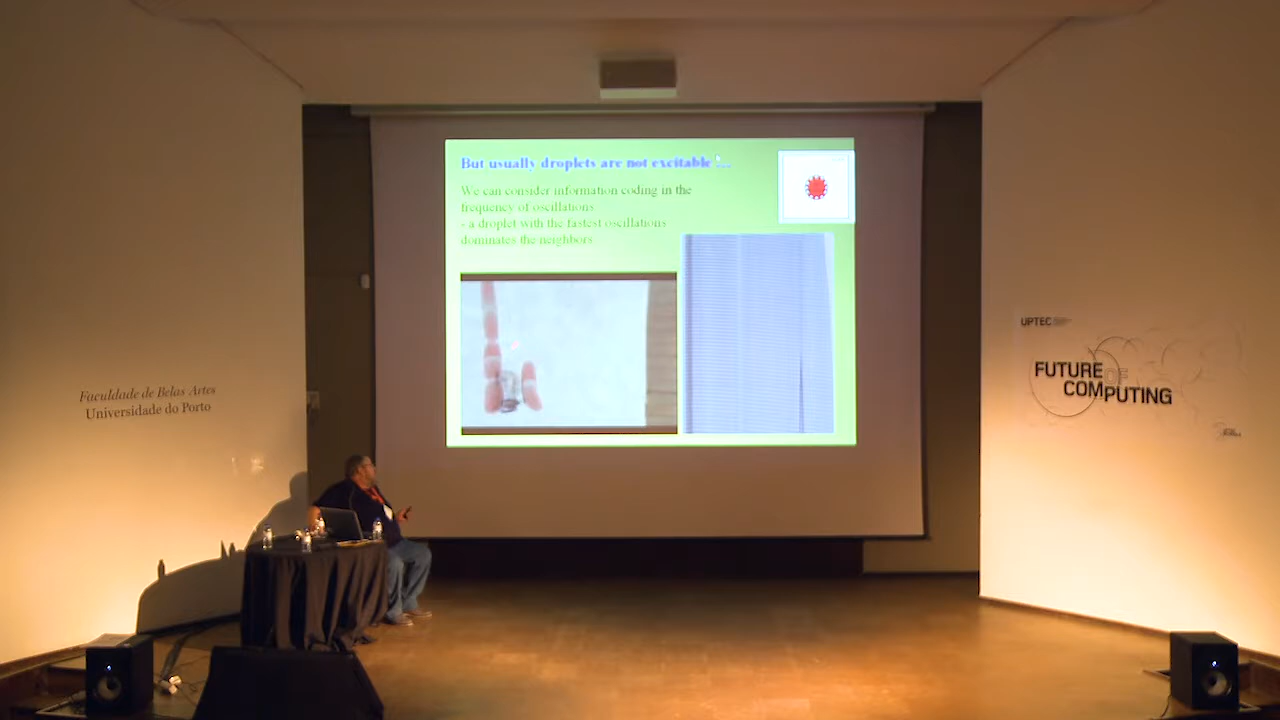 But usually droplets are not excitable !...
We can consider information coding in the
frequency of oscillations
- a droplet with the fastest oscillations
dominates the neighbors
Faculdade de Belas Artes
Universidade do Porto
UPTEC
FUTURE OF
COMPUTING